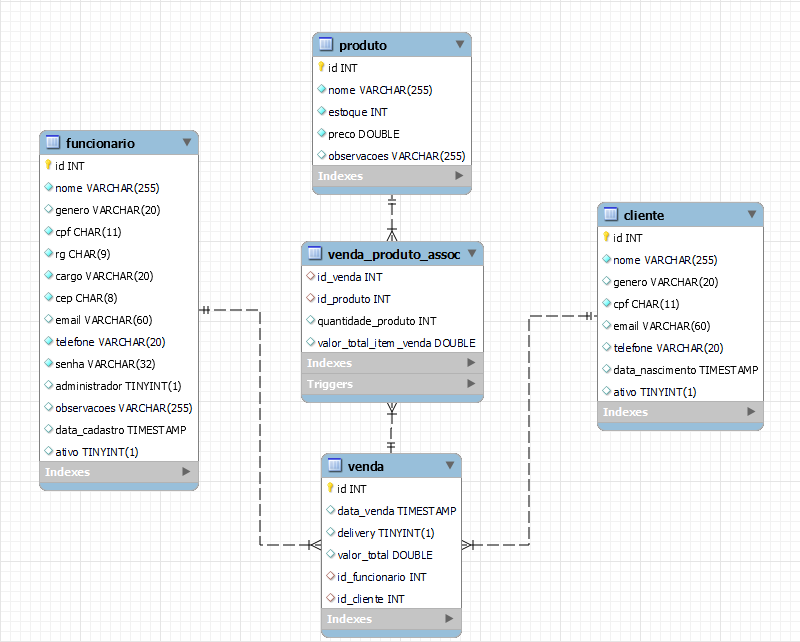 produto
id INT
nome VARCHAR(255)
estoque INT
preco DOUBLE
observacoes VARCHAR(255)
Indexes
funcionario
id INT
nome VARCHAR(255)
genero VARCHAR(20)
cpf CHAR(11)
rg CHAR(9)
cargo VARCHAR(20)
cep CHAR(8)
email VARCHAR(60)
telefone VARCHAR(20)
senha VARCHAR(32)
administrador TINYINT(1)
observacoes VARCHAR(255)
data_cadastro TIMESTAMP
ativo TINYINT(1)
Indexes
venda_produto_assoc
id_venda INT
id_produto INT
quantidade_produto INT
valor_total_item_venda DOUBLE
Indexes
Triggers
cliente
id INT
nome VARCHAR(255)
genero VARCHAR(20)
cpf CHAR(11)
email VARCHAR(60)
telefone VARCHAR(20)
data_nascimento TIMESTAMP
ativo TINYINT(1)
Indexes
venda
id INT
data_venda TIMESTAMP
delivery TINYINT(1)
valor_total DOUBLE
id_funcionario INT
id_cliente INT
Indexes